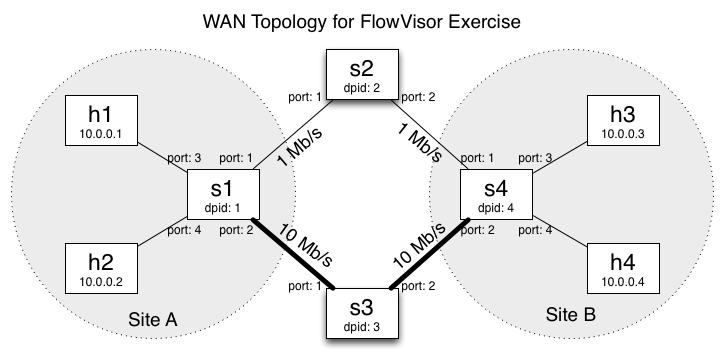 WAN Topology for FlowVisor Exercise
s2
dpid: 2
port: 1
port: 2
1 Mb/s
1 Mb/s
h1
10.0.0.1
port: 3
port: 1
s1
dpid: 1
port: 4
port: 2
h2
10.0.0.2
Site A
h3
10.0.0.3
port: 1
port: 3
s4
dpid: 4
port: 2
port: 4
h4
10.0.0.4
Site B
10 Mb/s
10 Mb/s
port: 1
port: 2
s3
dpid: 3